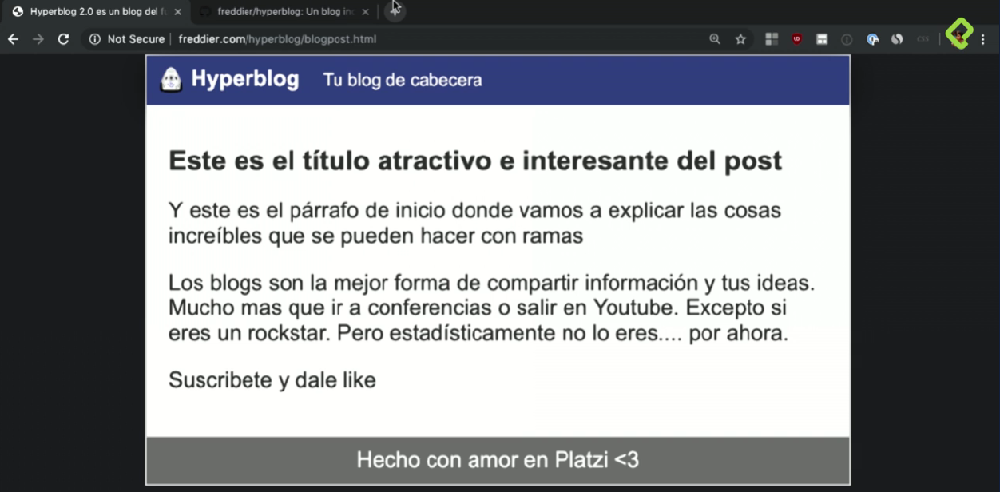 Hyperblog 2.0 es un blog del f
freddier/hyperblog: Un blog in
Not Secure
freddier.com/hyperblog/blogpost.html
css
Hyperblog
Tu blog de cabecera
Este es el título atractivo e interesante del post
Y este es el párrafo de inicio donde vamos a explicar las cosas
increíbles que se pueden hacer con ramas
Los blogs son la mejor forma de compartir información y tus ideas.
Mucho mas que ir a conferencias o salir en Youtube. Excepto si
eres un rockstar. Pero estadísticamente no lo eres.... por ahora.
Suscribete y dale like
Hecho con amor en Platzi <3